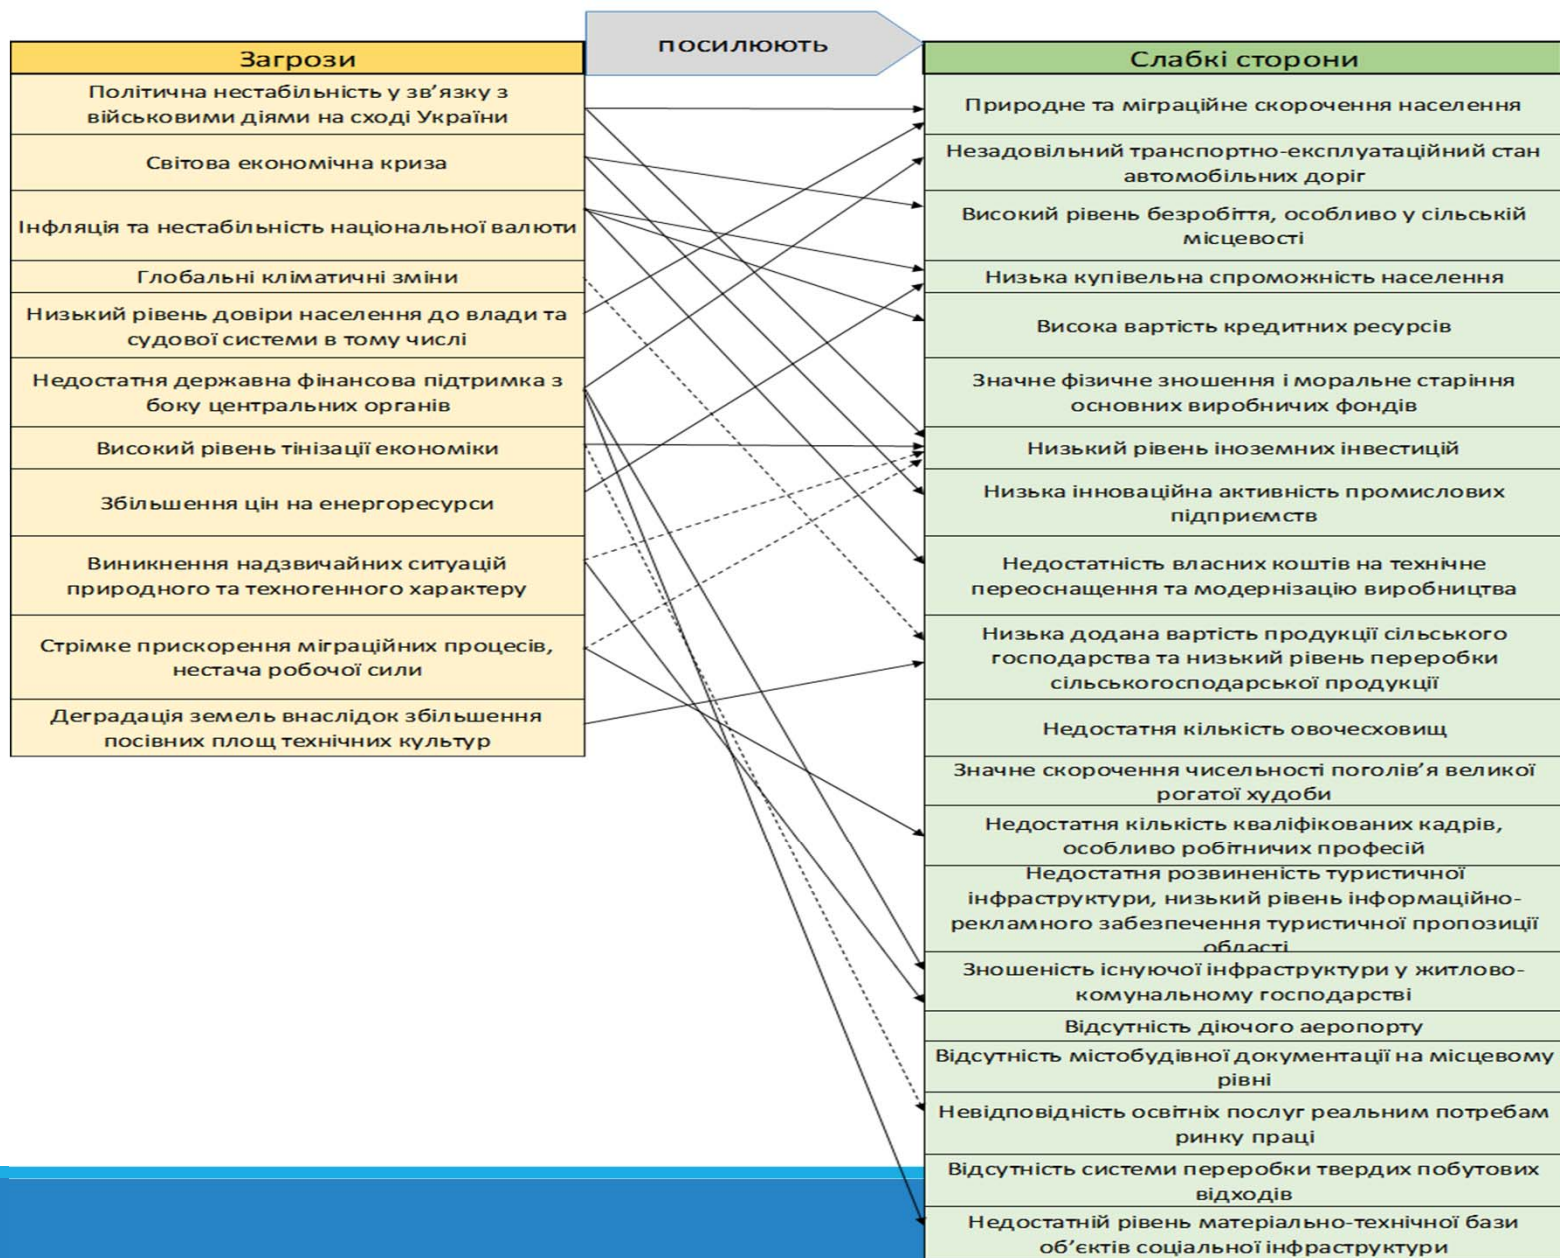 посилюють
Загрози
Політична нестабільність у зв’язку з
військовими діями на сході України
Світова економічна криза
Інфляція та нестабільність національної валюти
Глобальні кліматичні зміни
Низький рівень довіри населення до влади та
судової системи в тому числі
Недостатня державна фінансова підтримка з
боку центральних органів
Високий рівень тінізації економіки
Збільшення цін на енергоресурси
Виникнення надзвичайних ситуацій
природного та техногенного характеру
Стрімке прискорення міграційних процесів,
нестача робочої сили
Деградація земель внаслідок збільшення
посівних площ технічних культур
Слабкі сторони
Природне та міграційне скорочення населення
Незадовільний транспортно-експлуатаційний стан
автомобільних доріг
Високий рівень безробіття, особливо у сільській
місцевості
Низька купівельна спроможність населення
Висока вартість кредитних ресурсів
Значне фізичне зношення і моральне старіння
основних виробничих фондів
Низький рівень іноземних інвестицій
Низька інноваційна активність промислових
підприємств
Недостатність власних коштів на технічне
переоснащення та модернізацію виробництва
Низька додана вартість продукції сільського
господарства та низький рівень переробки
сільськогосподарської продукції
Недостатня кількість овочесховищ
Значне скорочення чисельності поголів’я великої
рогатої худоби
Недостатня кількість кваліфікованих кадрів,
особливо робітничих професій
Недостатня розвиненість туристичної
інфраструктури, низький рівень інформаційно-
рекламного забезпечення туристичної пропозиції
області
Зношеність існуючої інфраструктури у житлово-
комунальному господарстві
Відсутність діючого аеропорту
Відсутність містобудівної документації на місцевому
рівні
Невідповідність освітніх послуг реальним потребам
ринку праці
Відсутність системи переробки твердих побутових
відходів
Недостатній рівень матеріально-технічної бази
об’єктів соціальної інфраструктури